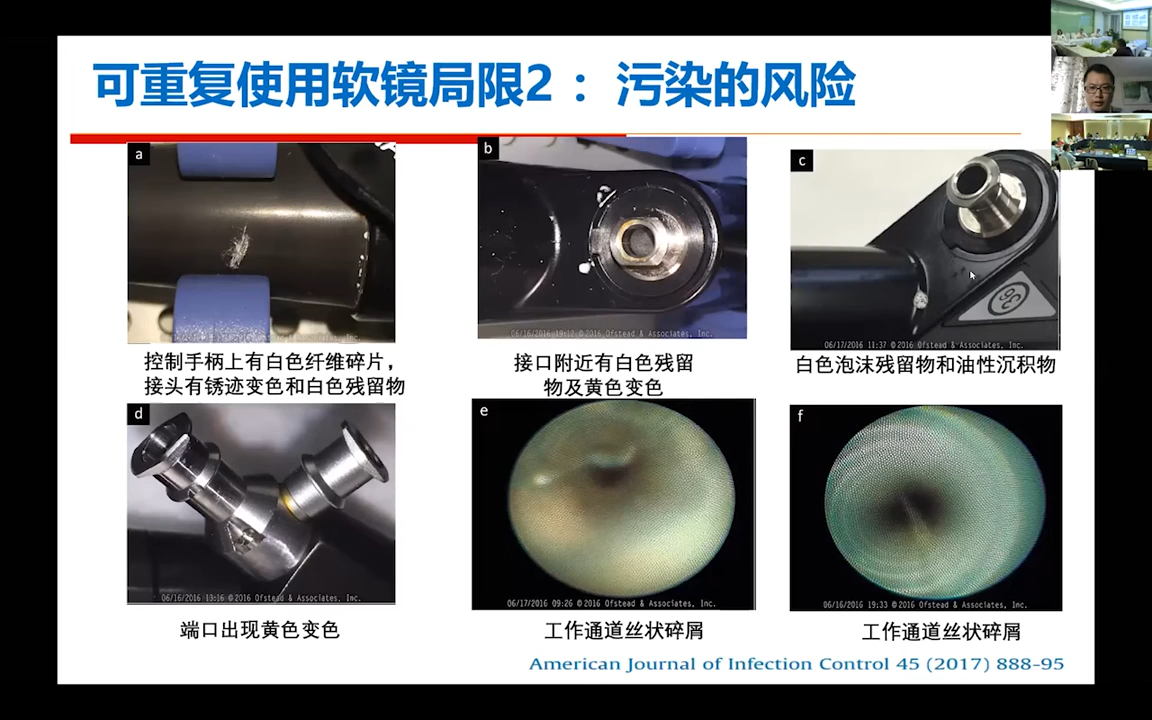 可重复使用软镜局限2：污染的风险
a
b
c
06/16/2016 19:12 ©2016 Ofstead & Associates, Inc.
93
06/17/2016 11:37 ©2016 Ofstead & Associates, Inc.
控制手柄上有白色纤维碎片，
接头有锈迹变色和白色残留物
接口附近有白色残留
物及黄色变色
白色泡沫残留物和油性沉积物
d
e
f
06/16/2016 13:16 ©2016 Ofstead & Associates, Inc.
06/17/2016 09:26 ©2016 Ofstead & Associates, Inc.
06/16/2016 19:33 ©2016 Ofstead & Associates, Inc.
端口出现黄色变色
工作通道丝状碎屑
工作通道丝状碎屑
American Journal of Infection Control 45 (2017) 888-95